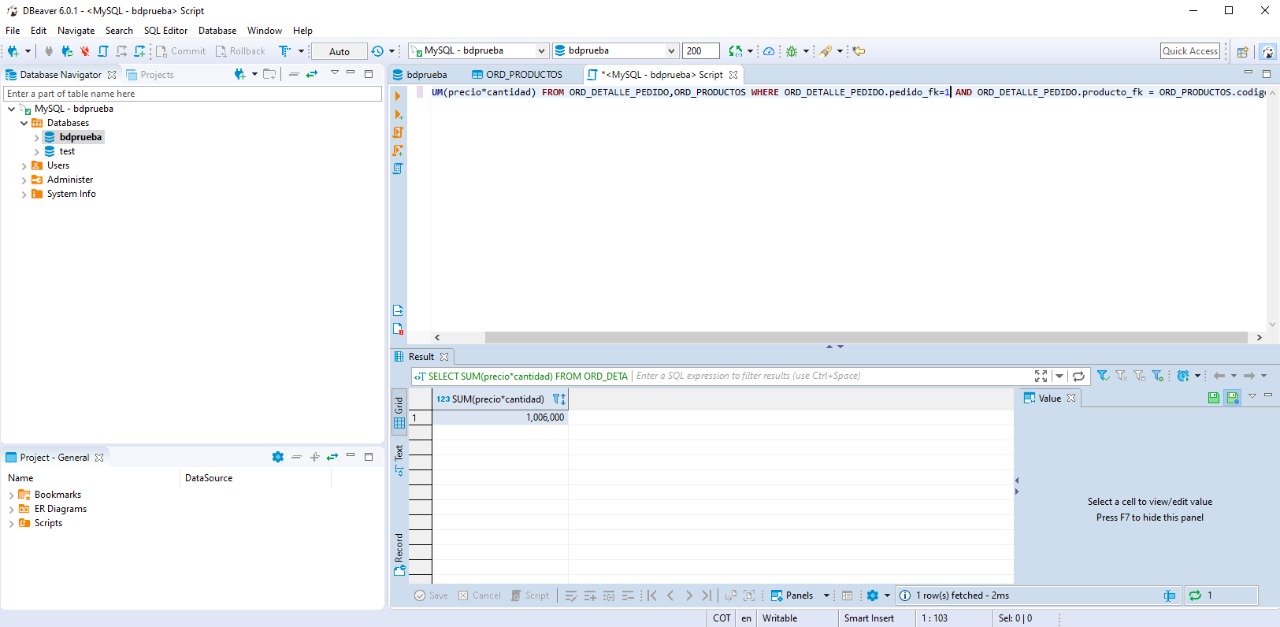 DBeaver 6.0.1 - <MySQL - bdprueba> Script
File Edit Navigate Search SQL Editor Database Window Help
Commit Rollback Auto MySQL - bdprueba bdprueba 200 Quick Access
Database Navigator Projects
Enter a part of table name here
MySQL - bdprueba
Databases
bdprueba
test
Users
Administer
System Info
Project - General
Name DataSource
Bookmarks
ER Diagrams
Scripts
bdprueba ORD_PRODUCTOS *<MySQL - bdprueba> Script
UM(precio*cantidad) FROM ORD_DETALLE_PEDIDO,ORD_PRODUCTOS WHERE ORD_DETALLE_PEDIDO.pedido_fk=1 AND ORD_DETALLE_PEDIDO.producto_fk = ORD_PRODUCTOS.codigo
Result
SELECT SUM(precio*cantidad) FROM ORD_DETA Enter a SQL expression to filter results (use Ctrl+Space)
Grid
Text
Record
123 SUM(precio*cantidad)
1 1,006,000
Value
Select a cell to view/edit value
Press F7 to hide this panel
Save Cancel Script Panels 1 row(s) fetched - 2ms 1
COT en Writable Smart Insert 1 : 103 Sel: 0 | 0